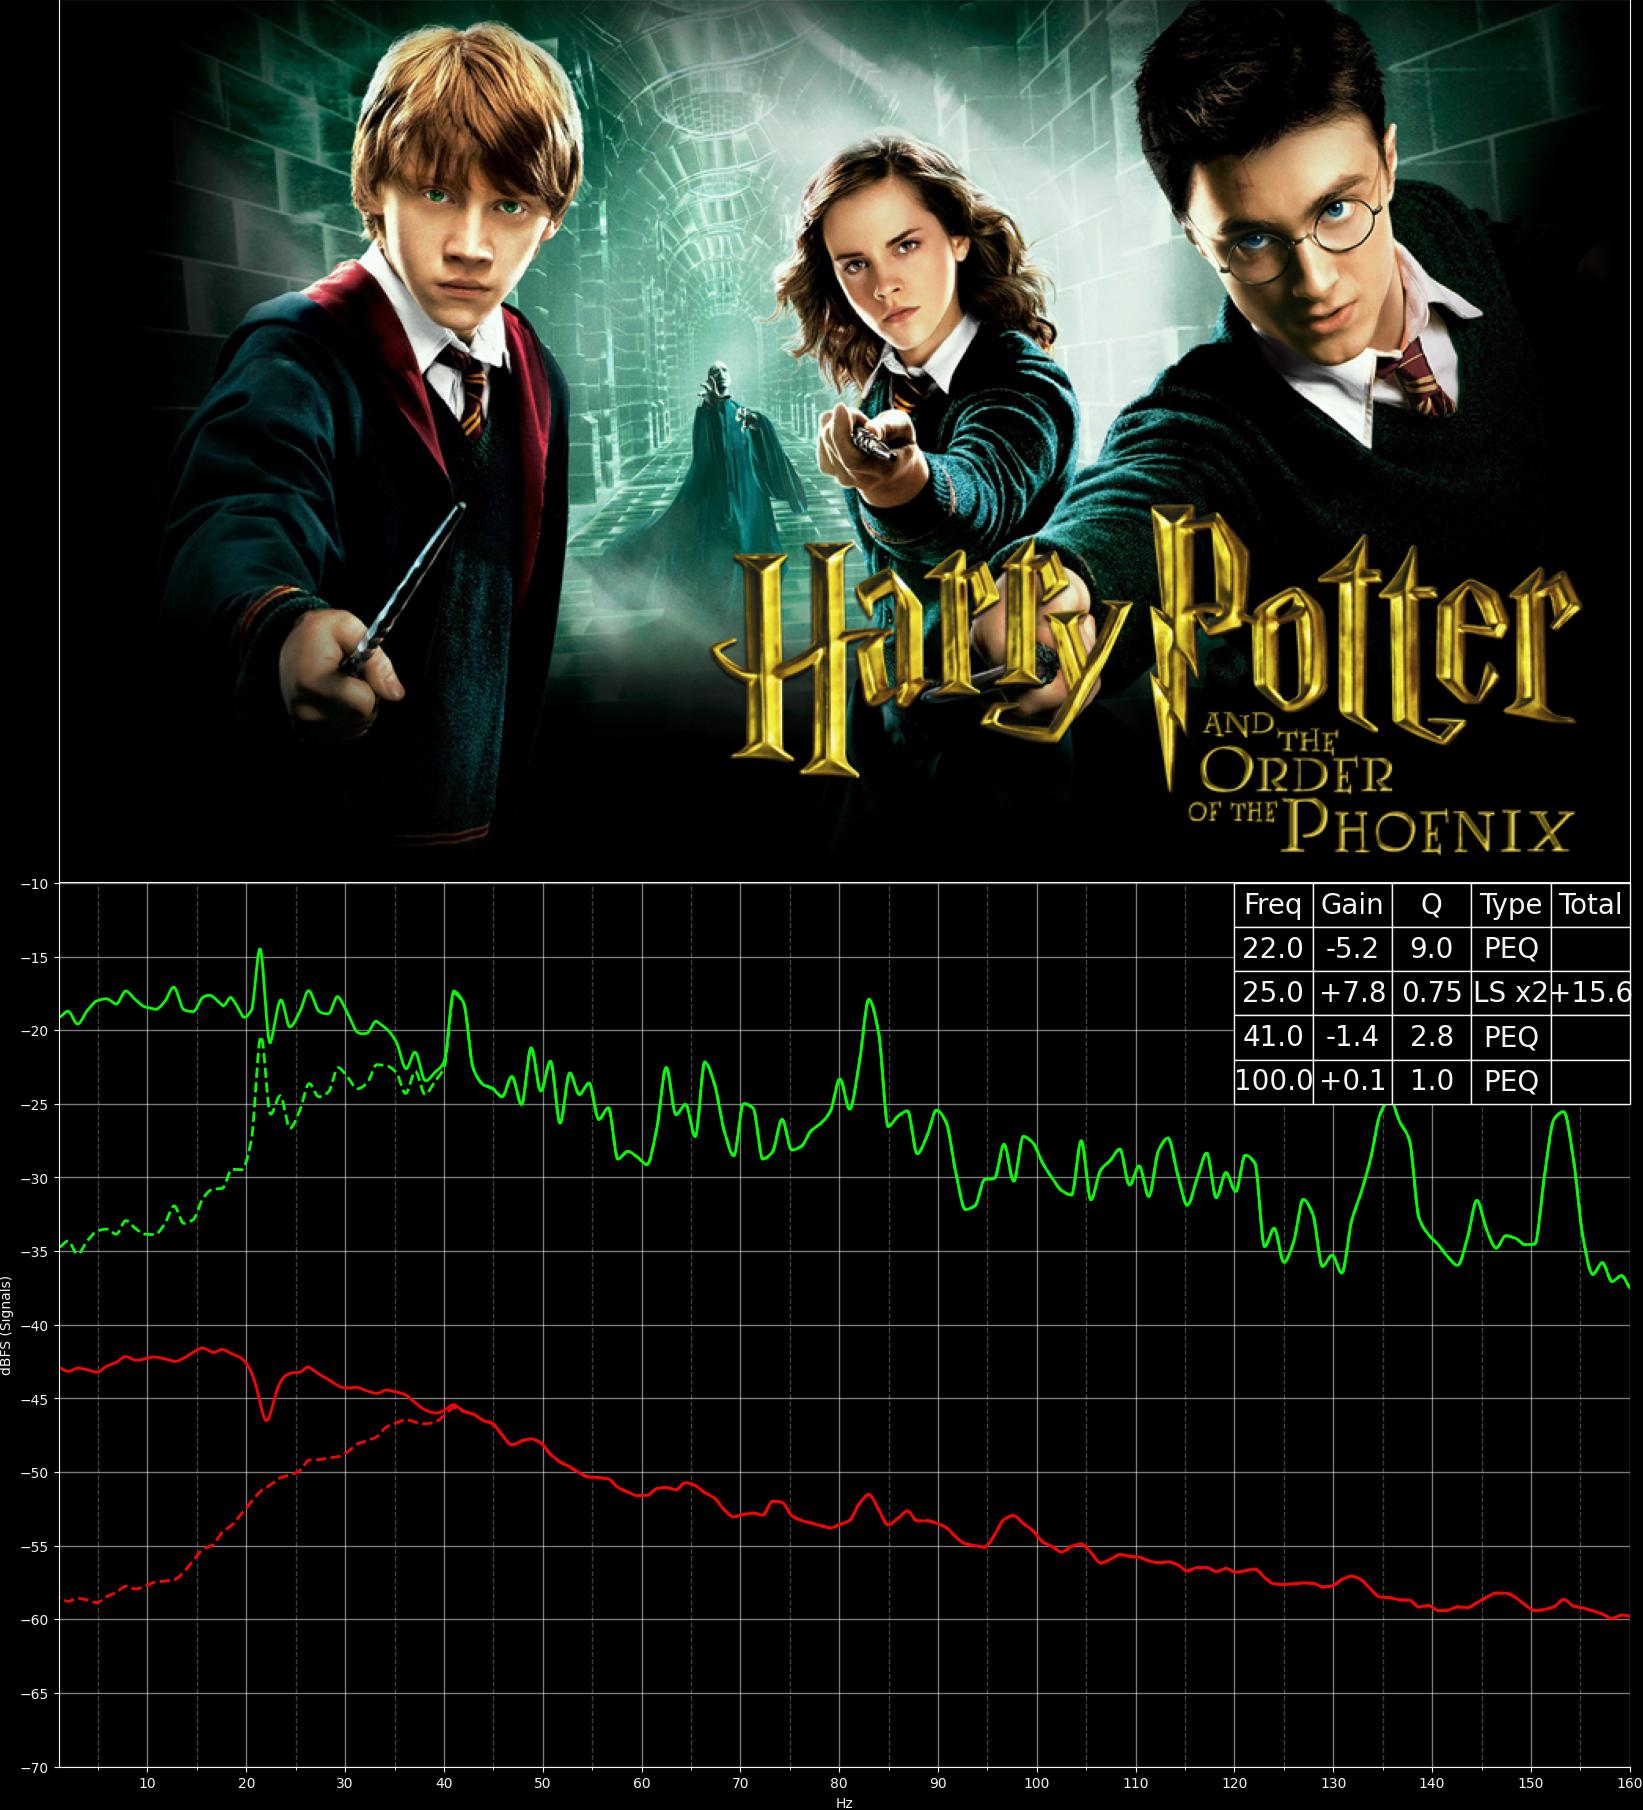 Harry Potter
AND THE
ORDER
OF THE PHOENIX
Freq Gain Q Type Total
22.0 -5.2 9.0 PEQ
25.0 +7.8 0.75 LS x2 +15.6
41.0 -1.4 2.8 PEQ
100.0 +0.1 1.0 PEQ
−10
−15
−20
−25
−30
−35
−40
−45
−50
−55
−60
−65
−70
dBFS (Signals)
10 20 30 40 50 60 70 80 90 100 110 120 130 140 150 160
Hz